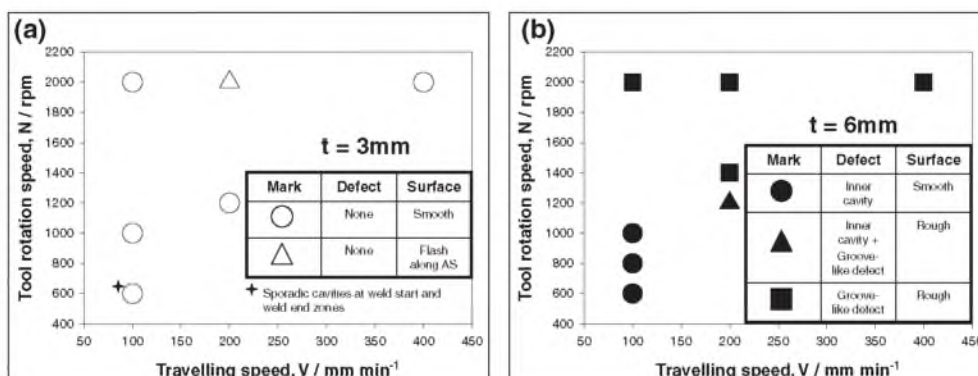 (a)
Tool rotation speed, N / rpm
2200
2000
1800
1600
1400
1200
1000
800
600
400
t = 3mm
Mark Defect Surface
None Smooth
None Flash along AS
Sporadic cavities at weld start and
weld end zones
50 100 150 200 250 300 350 400 450
Travelling speed, V / mm min⁻¹
(b)
Tool rotation speed, N / rpm
2200
2000
1800
1600
1400
1200
1000
800
600
400
t = 6mm
Mark Defect Surface
Inner cavity Smooth
Inner cavity + Groove-like defect Rough
Groove-like defect Rough
50 100 150 200 250 300 350 400 450
Travelling speed, V / mm min⁻¹